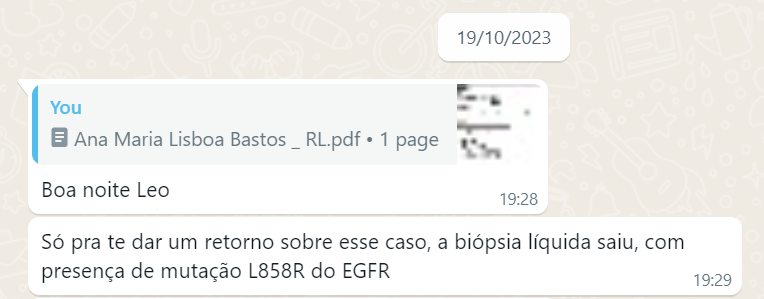 19/10/2023
You
Ana Maria Lisboa Bastos _ RL.pdf • 1 page
Boa noite Leo
19:28
Só pra te dar um retorno sobre esse caso, a biópsia líquida saiu, com
presença de mutação L858R do EGFR
19:29